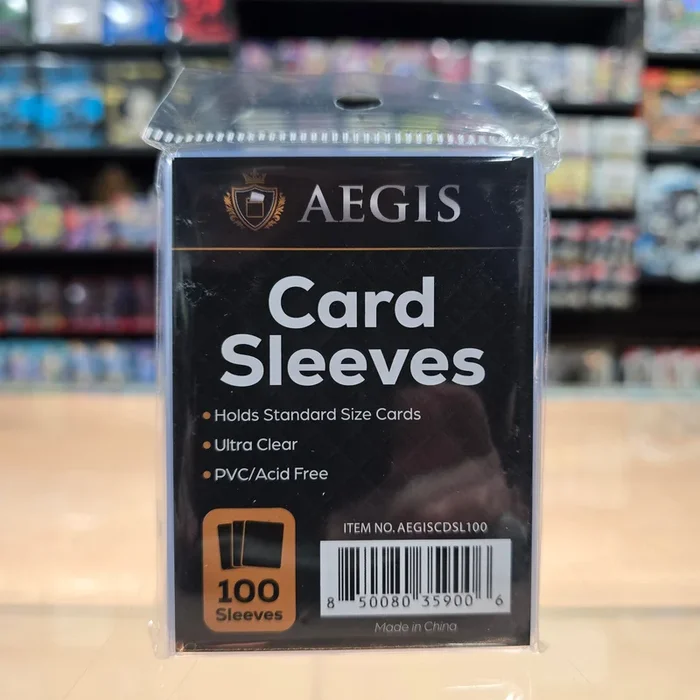 AEGIS
Card
Sleeves
• Holds Standard Size Cards
• Ultra Clear
• PVC/Acid Free
100
Sleeves
ITEM NO. AEGISCDSL100
8 50080 35900 6
Made in China